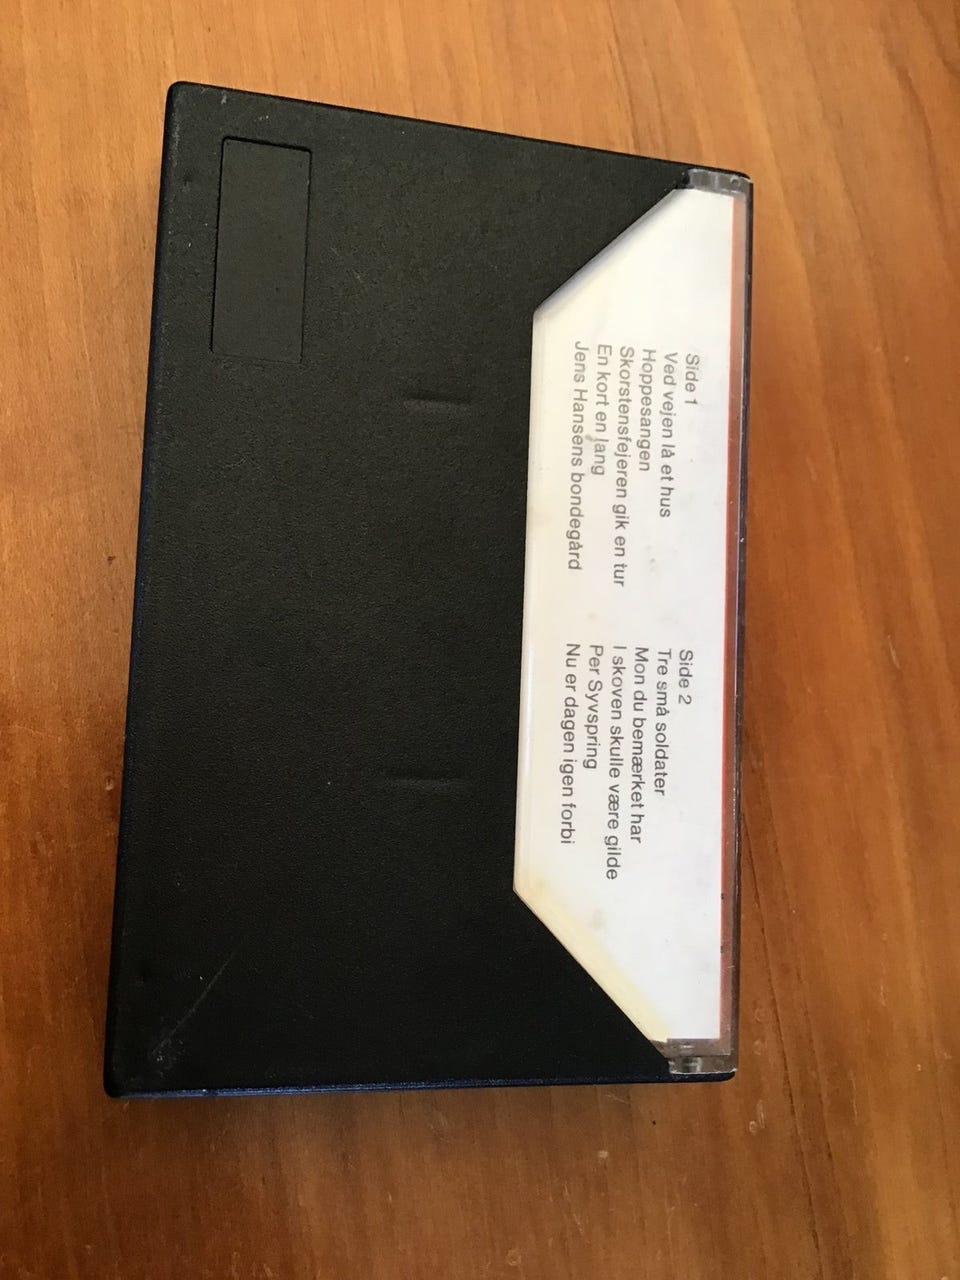 Side 1
Ved vejen lå et hus
Hoppesangen
Skorstensfejeren gik en tur
En kort en lang
Jens Hansens bondegård
Side 2
Tre små soldater
Mon du bemærket har
I skoven skulle være gilde
Per Syvspring
Nu er dagen igen forbi